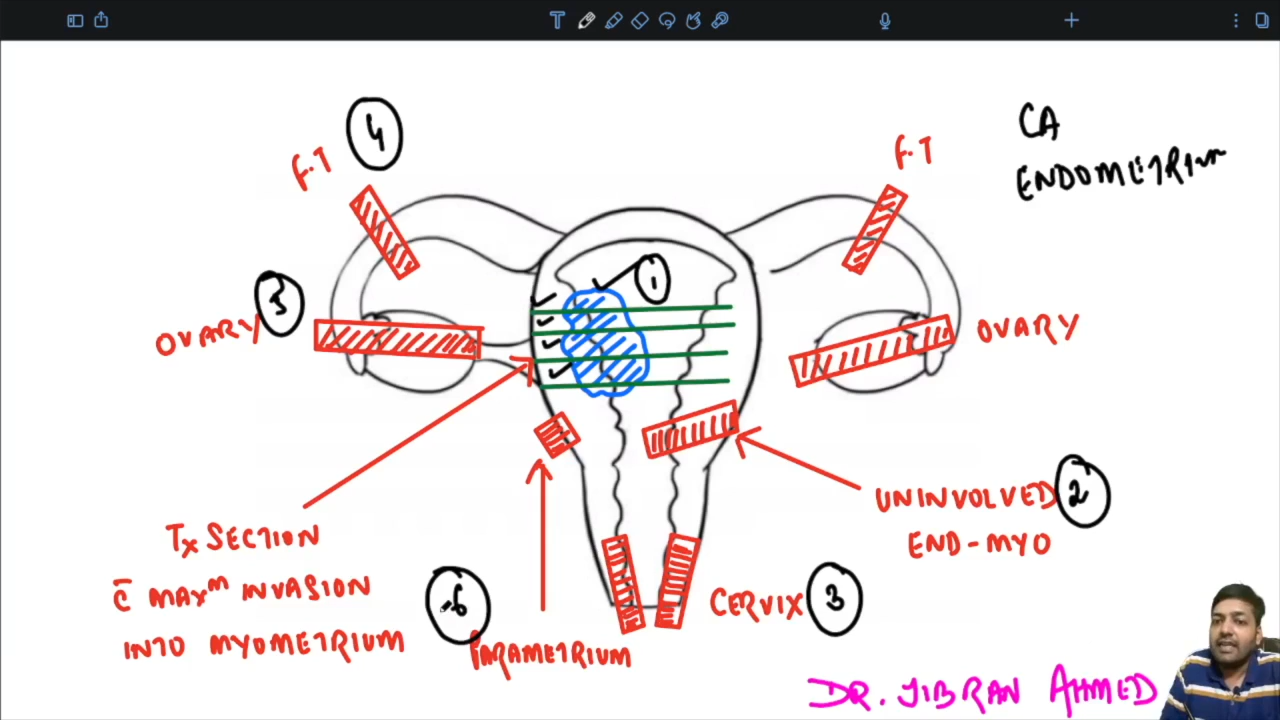 CA
ENDOMETRIUM
F.T
4
F.T
1
OVARY
5
OVARY
UNINVOLVED
2
END-MYO
Tx SECTION
c̄ MAXᵐ INVASION
INTO MYOMETRIUM
6
PARAMETRIUM
CERVIX
3
DR. JIBRAN AHMED